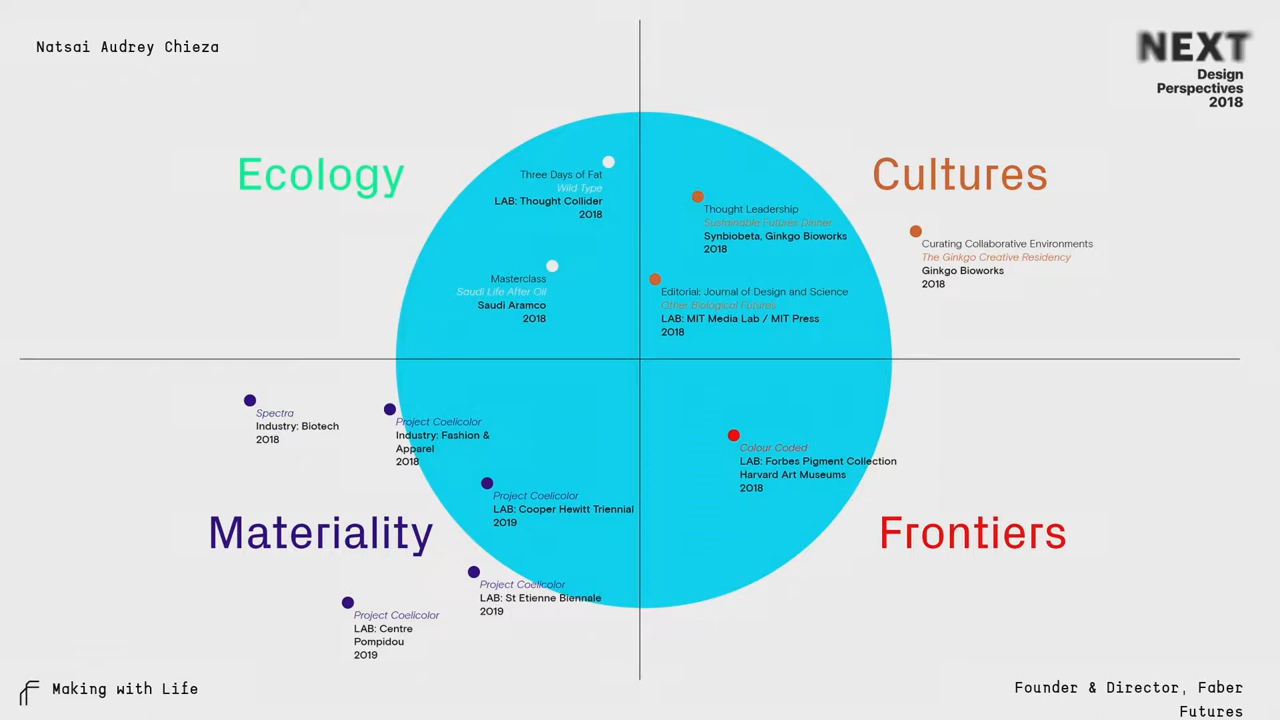 Natsai Audrey Chieza
NEXT
Design
Perspectives
2018
Ecology
Cultures
Three Days of Fat
Wild Type
LAB: Thought Collider
2018
Thought Leadership
Sustainable Futures Dinner
Synbiobeta, Ginkgo Bioworks
2018
Curating Collaborative Environments
The Ginkgo Creative Residency
Ginkgo Bioworks
2018
Masterclass
Saudi Life After Oil
Saudi Aramco
2018
Editorial: Journal of Design and Science
Other Biological Futures
LAB: MIT Media Lab / MIT Press
2018
Spectra
Industry: Biotech
2018
Project Coelicolor
Industry: Fashion &
Apparel
2018
Colour Coded
LAB: Forbes Pigment Collection
Harvard Art Museums
2018
Project Coelicolor
LAB: Cooper Hewitt Triennial
2019
Materiality
Frontiers
Project Coelicolor
LAB: St Etienne Biennale
2019
Project Coelicolor
LAB: Centre
Pompidou
2019
Making with Life
Founder & Director, Faber
Futures